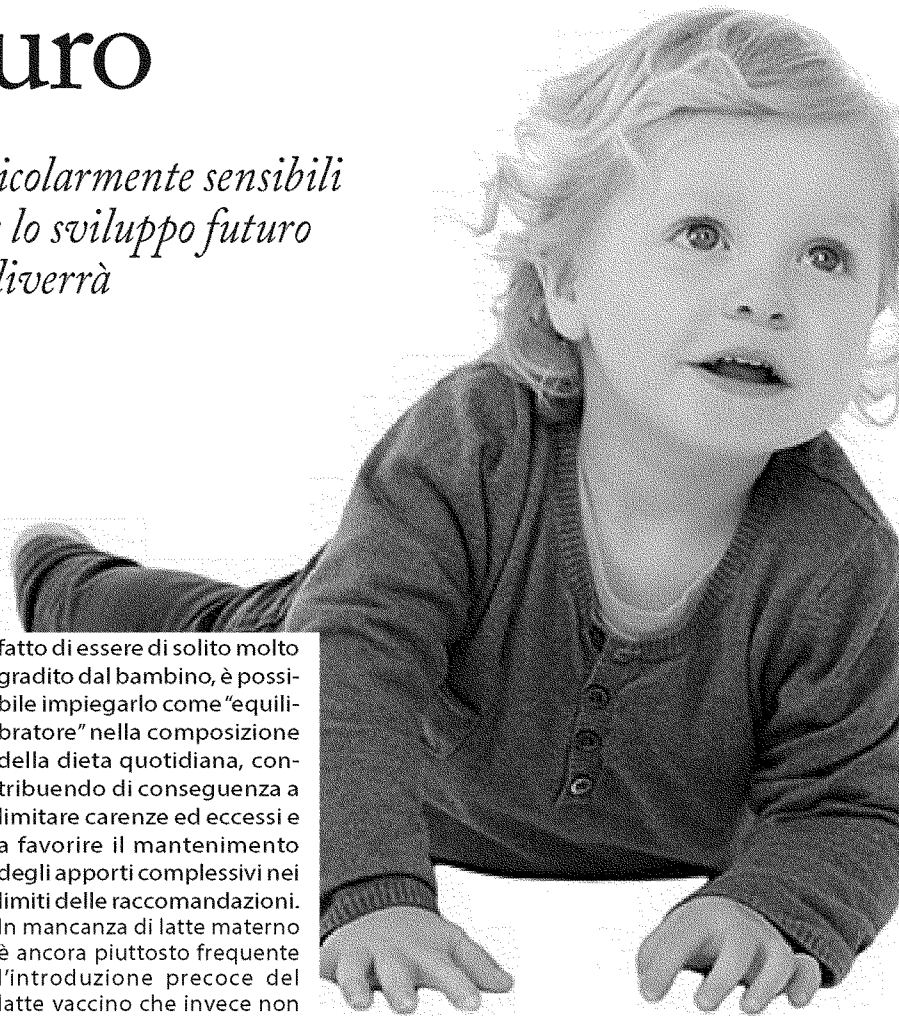 uro
icolarmente sensibili
lo sviluppo futuro
diverrà
fatto di essere di solito molto
gradito dal bambino, è possi-
bile impiegarlo come "equili-
bratore" nella composizione
della dieta quotidiana, con-
tribuendo di conseguenza a
limitare carenze ed eccessi e
a favorire il mantenimento
degli apporti complessivi nei
limiti delle raccomandazioni.
In mancanza di latte materno
è ancora piuttosto frequente
l'introduzione precoce del
latte vaccino che invece non